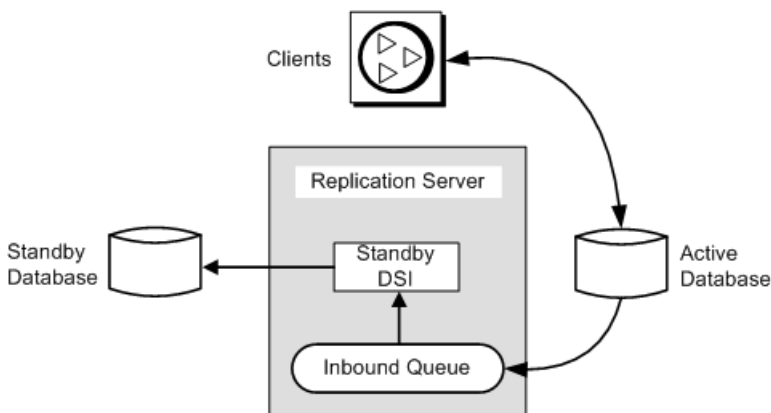 Clients
Replication Server
Standby
Database
Standby
DSI
Active
Database
Inbound Queue